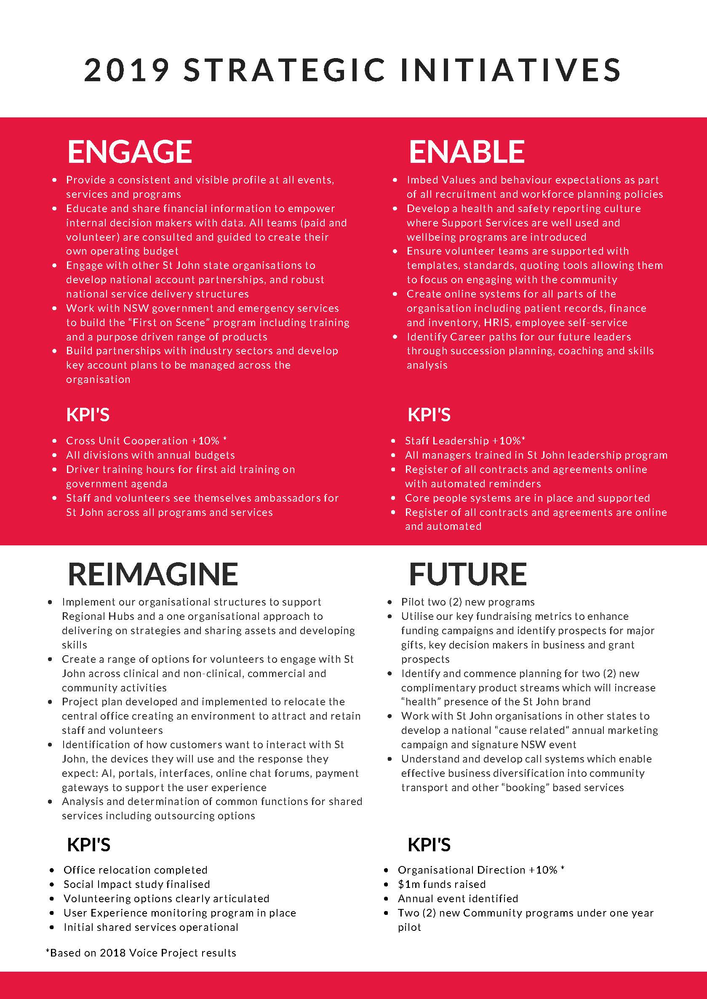 2019 STRATEGIC INITIATIVES
ENGAGE
Provide a consistent and visible profile at all events,
services and programs
Educate and share financial information to empower
internal decision makers with data. All teams (paid and
volunteer) are consulted and guided to create their
own operating budget
Engage with other St John state organisations to
develop national account partnerships, and robust
national service delivery structures
Work with NSW government and emergency services
to build the “First on Scene” program including training
and a purpose driven range of products
Build partnerships with industry sectors and develop
key account plans to be managed across the
organisation
KPI'S
Cross Unit Cooperation +10% *
All divisions with annual budgets
Driver training hours for first aid training on
government agenda
Staff and volunteers see themselves ambassadors for
St John across all programs and services
ENABLE
Imbed Values and behaviour expectations as part
of all recruitment and workforce planning policies
Develop a health and safety reporting culture
where Support Services are well used and
wellbeing programs are introduced
Ensure volunteer teams are supported with
templates, standards, quoting tools allowing them
to focus on engaging with the community
Create online systems for all parts of the
organisation including patient records, finance
and inventory, HRIS, employee self-service
Identify Career paths for our future leaders
through succession planning, coaching and skills
analysis
KPI'S
Staff Leadership +10%*
All managers trained in St John leadership program
Register of all contracts and agreements online
with automated reminders
Core people systems are in place and supported
Register of all contracts and agreements are online
and automated
REIMAGINE
Implement our organisational structures to support
Regional Hubs and a one organisational approach to
delivering on strategies and sharing assets and developing
skills
Create a range of options for volunteers to engage with St
John across clinical and non-clinical, commercial and
community activities
Project plan developed and implemented to relocate the
central office creating an environment to attract and retain
staff and volunteers
Identification of how customers want to interact with St
John, the devices they will use and the response they
expect: AI, portals, interfaces, online chat forums, payment
gateways to support the user experience
Analysis and determination of common functions for shared
services including outsourcing options
KPI'S
Office relocation completed
Social Impact study finalised
Volunteering options clearly articulated
User Experience monitoring program in place
Initial shared services operational
FUTURE
Pilot two (2) new programs
Utilise our key fundraising metrics to enhance
funding campaigns and identify prospects for major
gifts, key decision makers in business and grant
prospects
Identify and commence planning for two (2) new
complimentary product streams which will increase
“health” presence of the St John brand
Work with St John organisations in other states to
develop a national “cause related” annual marketing
campaign and signature NSW event
Understand and develop call systems which enable
effective business diversification into community
transport and other “booking” based services
KPI'S
Organisational Direction +10% *
$1m funds raised
Annual event identified
Two (2) new Community programs under one year
pilot
*Based on 2018 Voice Project results